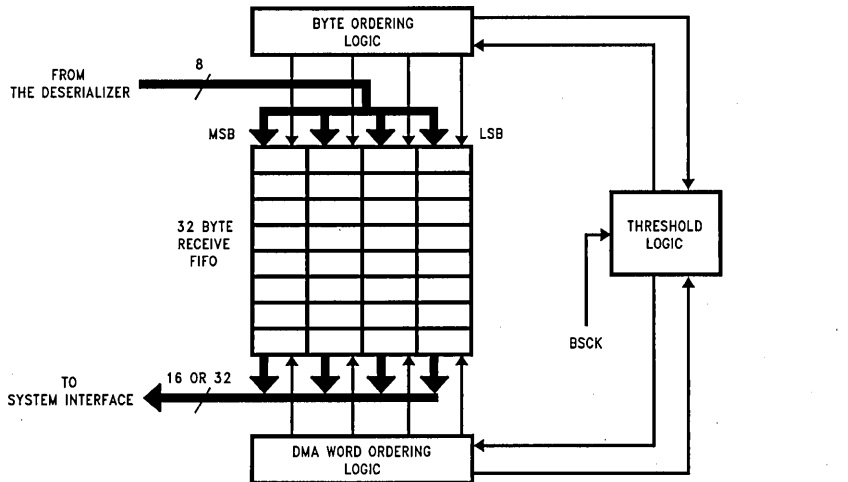 BYTE ORDERING
LOGIC
8
FROM
THE DESERIALIZER
MSB
LSB
32 BYTE
RECEIVE
FIFO
THRESHOLD
LOGIC
BSCK
TO
SYSTEM INTERFACE
16 OR 32
DMA WORD ORDERING
LOGIC